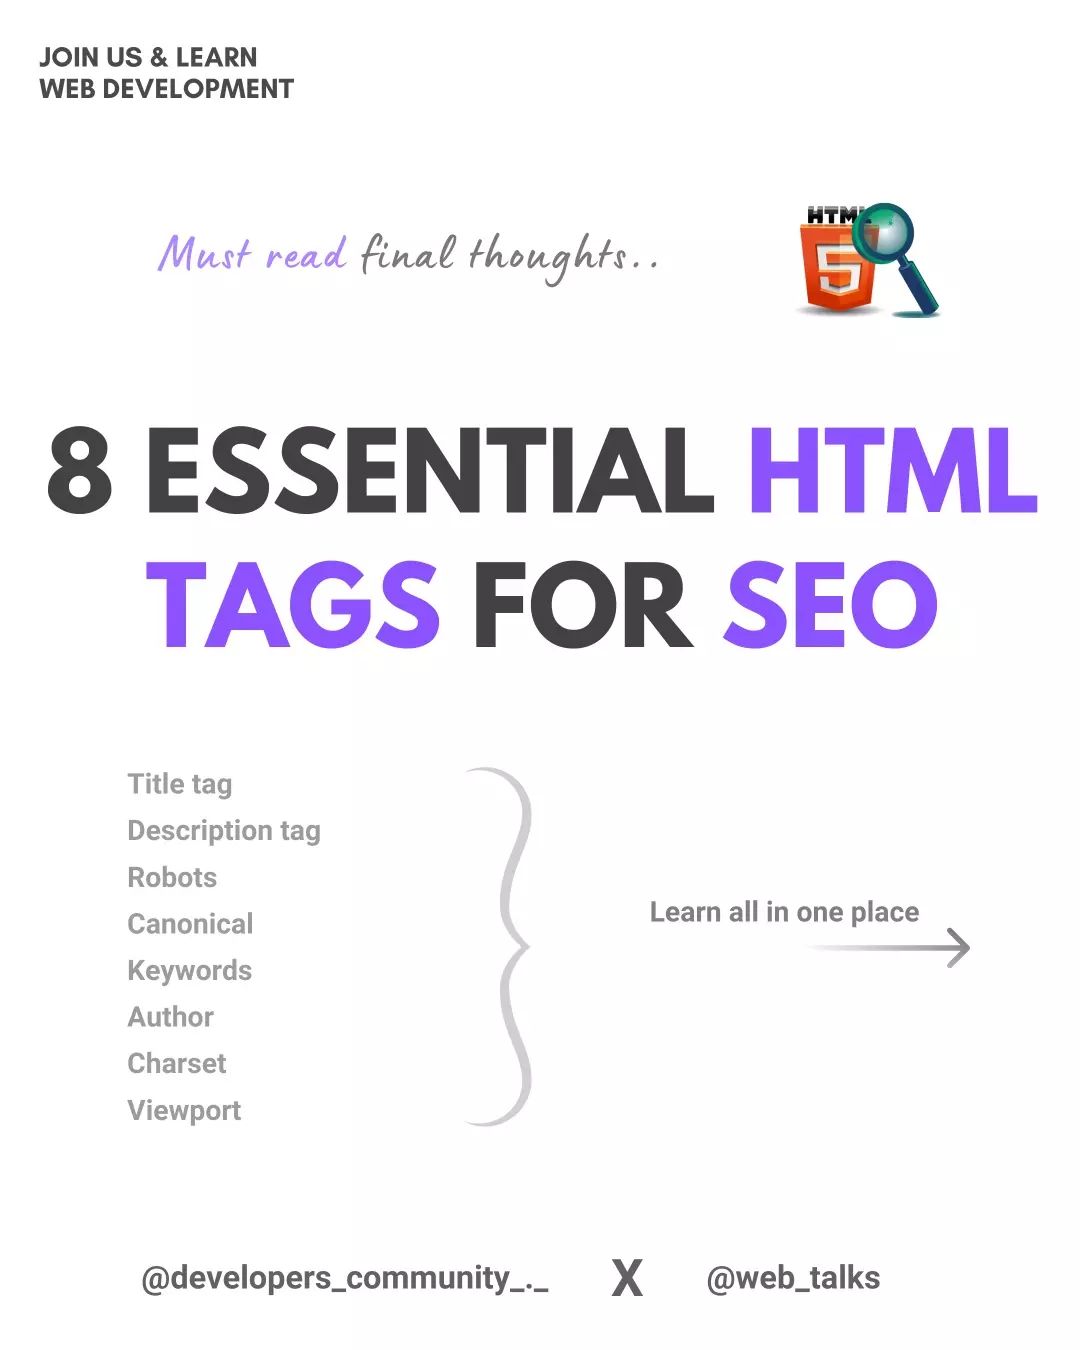 JOIN US & LEARN
WEB DEVELOPMENT
Must read final thoughts..
HTML
5
8 ESSENTIAL HTML
TAGS FOR SEO
Title tag
Description tag
Robots
Canonical
Keywords
Author
Charset
Viewport
Learn all in one place
@developers_community_._ X @web_talks